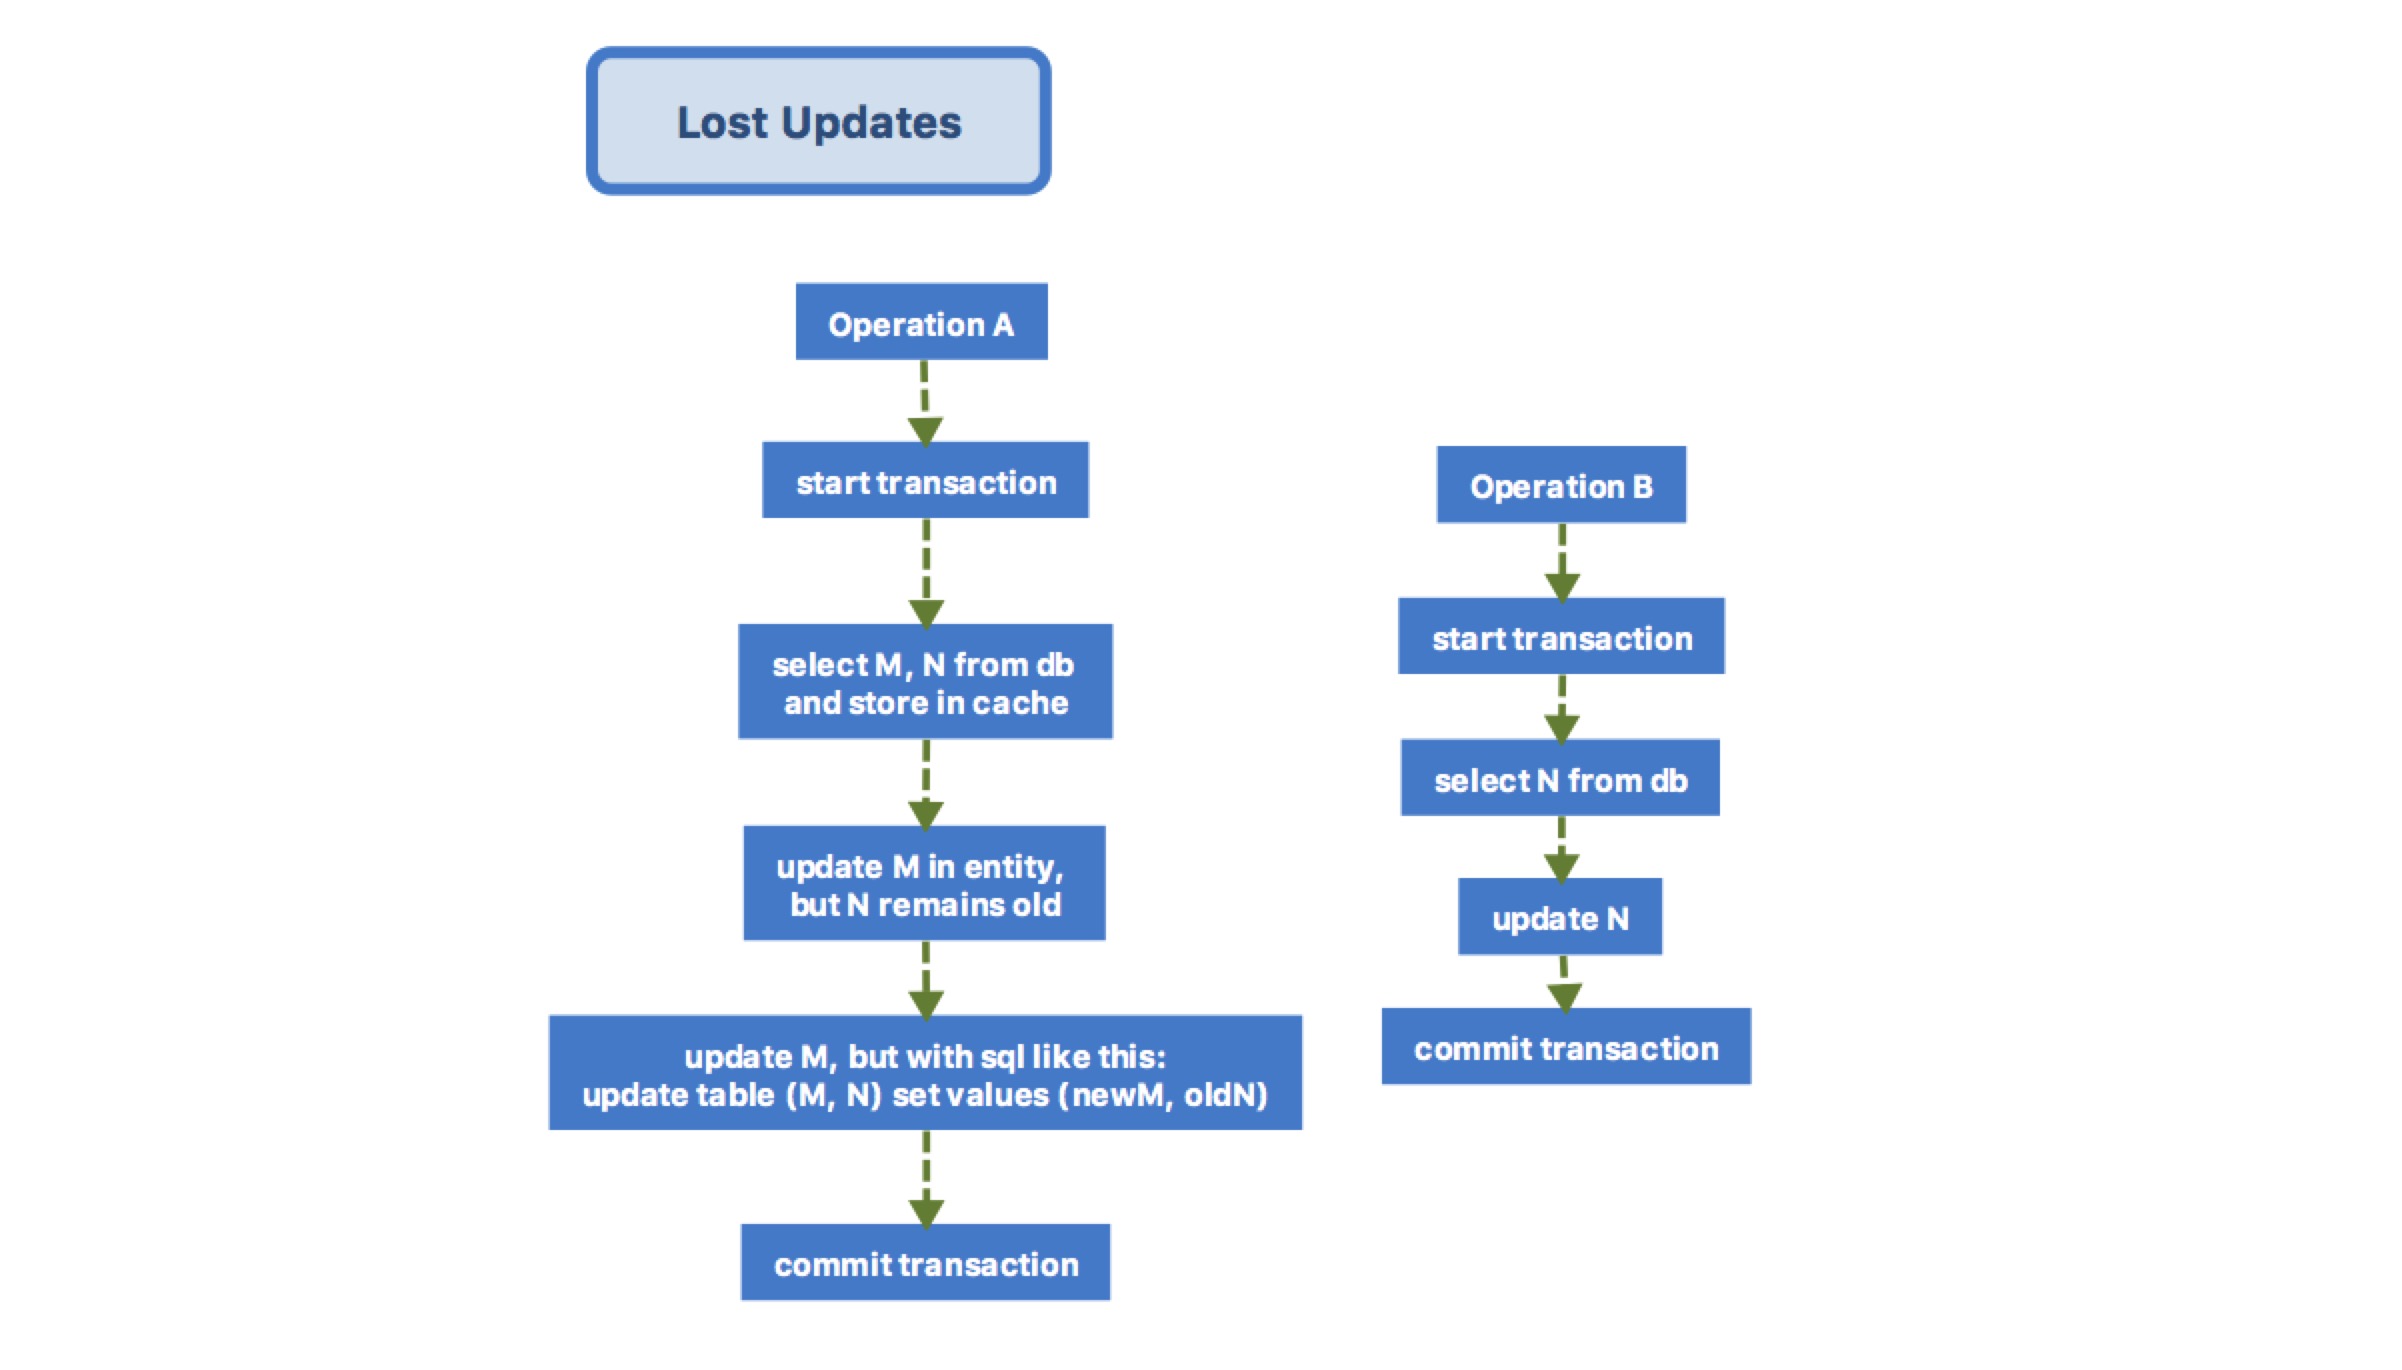 Lost Updates
Operation A
start transaction
select M, N from db
and store in cache
update M in entity,
but N remains old
update M, but with sql like this:
update table (M, N) set values (newM, oldN)
commit transaction
Operation B
start transaction
select N from db
update N
commit transaction